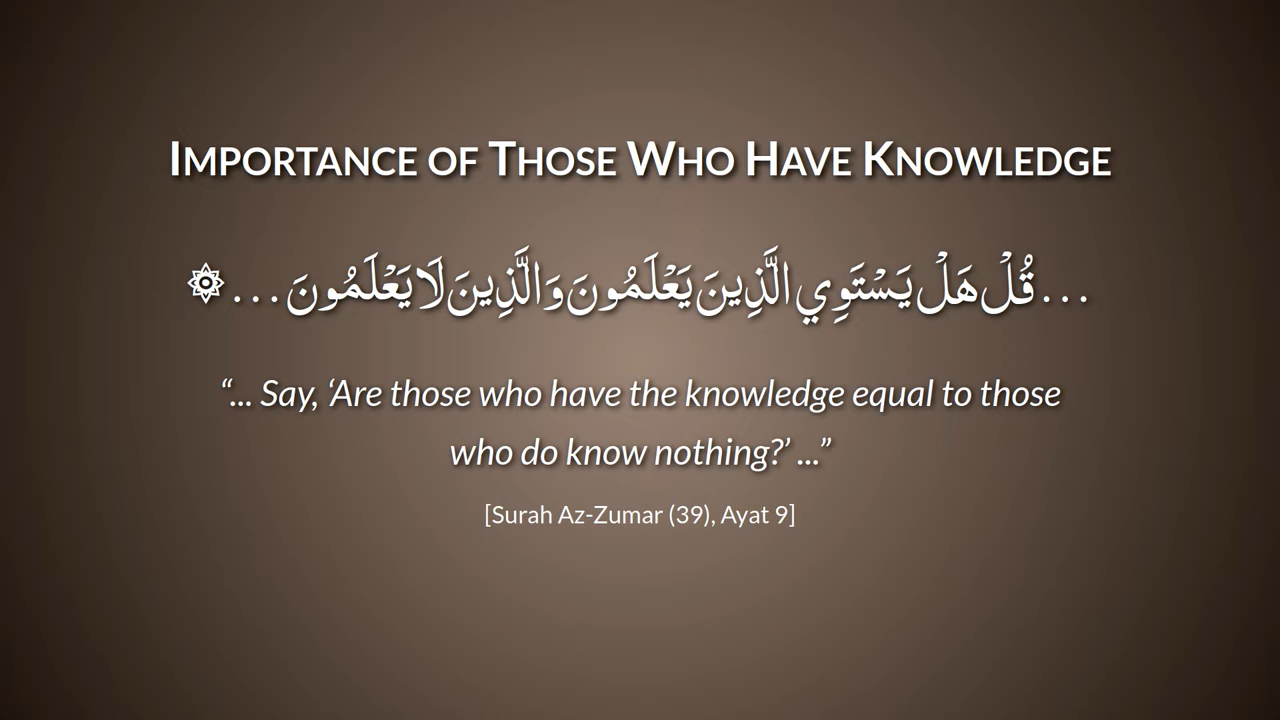 Importance of Those Who Have Knowledge
... قُلْ هَلْ يَسْتَوِي الَّذِينَ يَعْلَمُونَ وَالَّذِينَ لَا يَعْلَمُونَ ... ۞
“... Say, ‘Are those who have the knowledge equal to those
who do know nothing?’ ...”
[Surah Az-Zumar (39), Ayat 9]